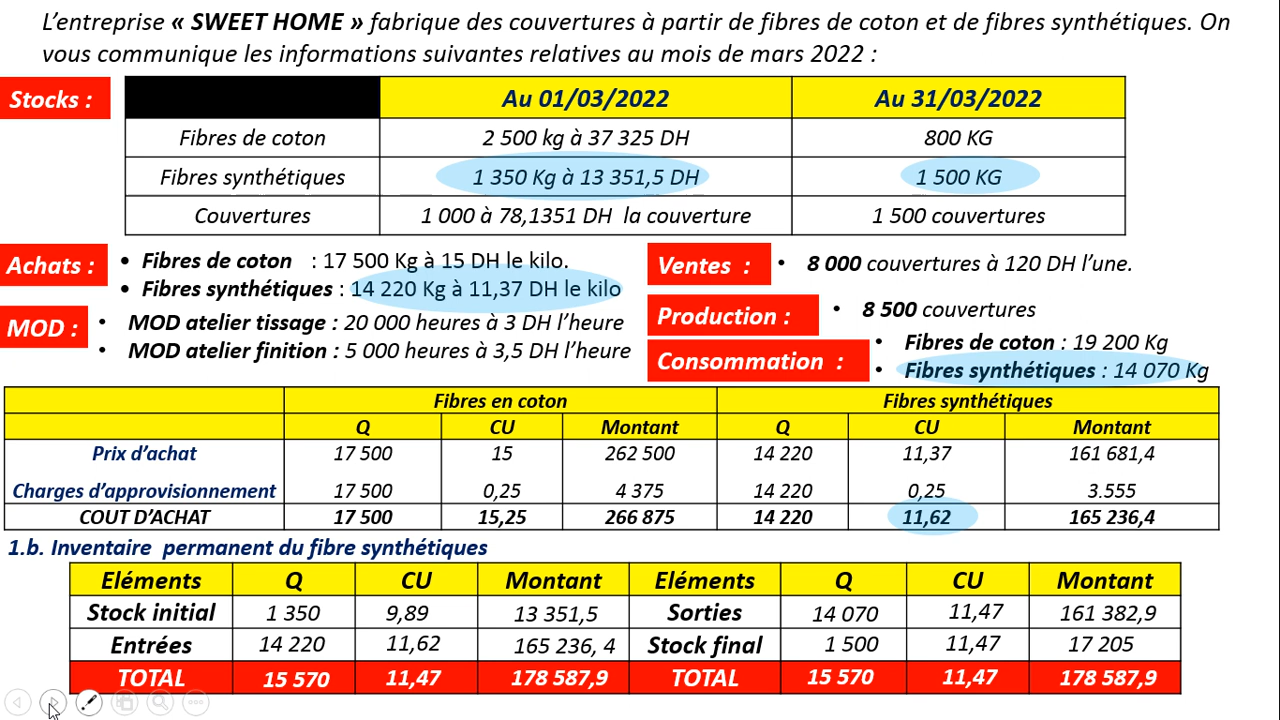 L'entreprise « SWEET HOME » fabrique des couvertures à partir de fibres de coton et de fibres synthétiques. On
vous communique les informations suivantes relatives au mois de mars 2022 :
Stocks :
Au 01/03/2022 Au 31/03/2022
Fibres de coton 2 500 kg à 37 325 DH 800 KG
Fibres synthétiques 1 350 Kg à 13 351,5 DH 1 500 KG
Couvertures 1 000 à 78,1351 DH la couverture 1 500 couvertures
Achats :
• Fibres de coton : 17 500 Kg à 15 DH le kilo.
• Fibres synthétiques : 14 220 Kg à 11,37 DH le kilo
MOD :
• MOD atelier tissage : 20 000 heures à 3 DH l'heure
• MOD atelier finition : 5 000 heures à 3,5 DH l'heure
Ventes :
• 8 000 couvertures à 120 DH l'une.
Production :
• 8 500 couvertures
Consommation :
• Fibres de coton : 19 200 Kg
• Fibres synthétiques : 14 070 Kg
Fibres en coton Fibres synthétiques
Q CU Montant Q CU Montant
Prix d'achat 17 500 15 262 500 14 220 11,37 161 681,4
Charges d'approvisionnement 17 500 0,25 4 375 14 220 0,25 3.555
COUT D'ACHAT 17 500 15,25 266 875 14 220 11,62 165 236,4
1.b. Inventaire permanent du fibre synthétiques
Eléments Q CU Montant Eléments Q CU Montant
Stock initial 1 350 9,89 13 351,5 Sorties 14 070 11,47 161 382,9
Entrées 14 220 11,62 165 236, 4 Stock final 1 500 11,47 17 205
TOTAL 15 570 11,47 178 587,9 TOTAL 15 570 11,47 178 587,9